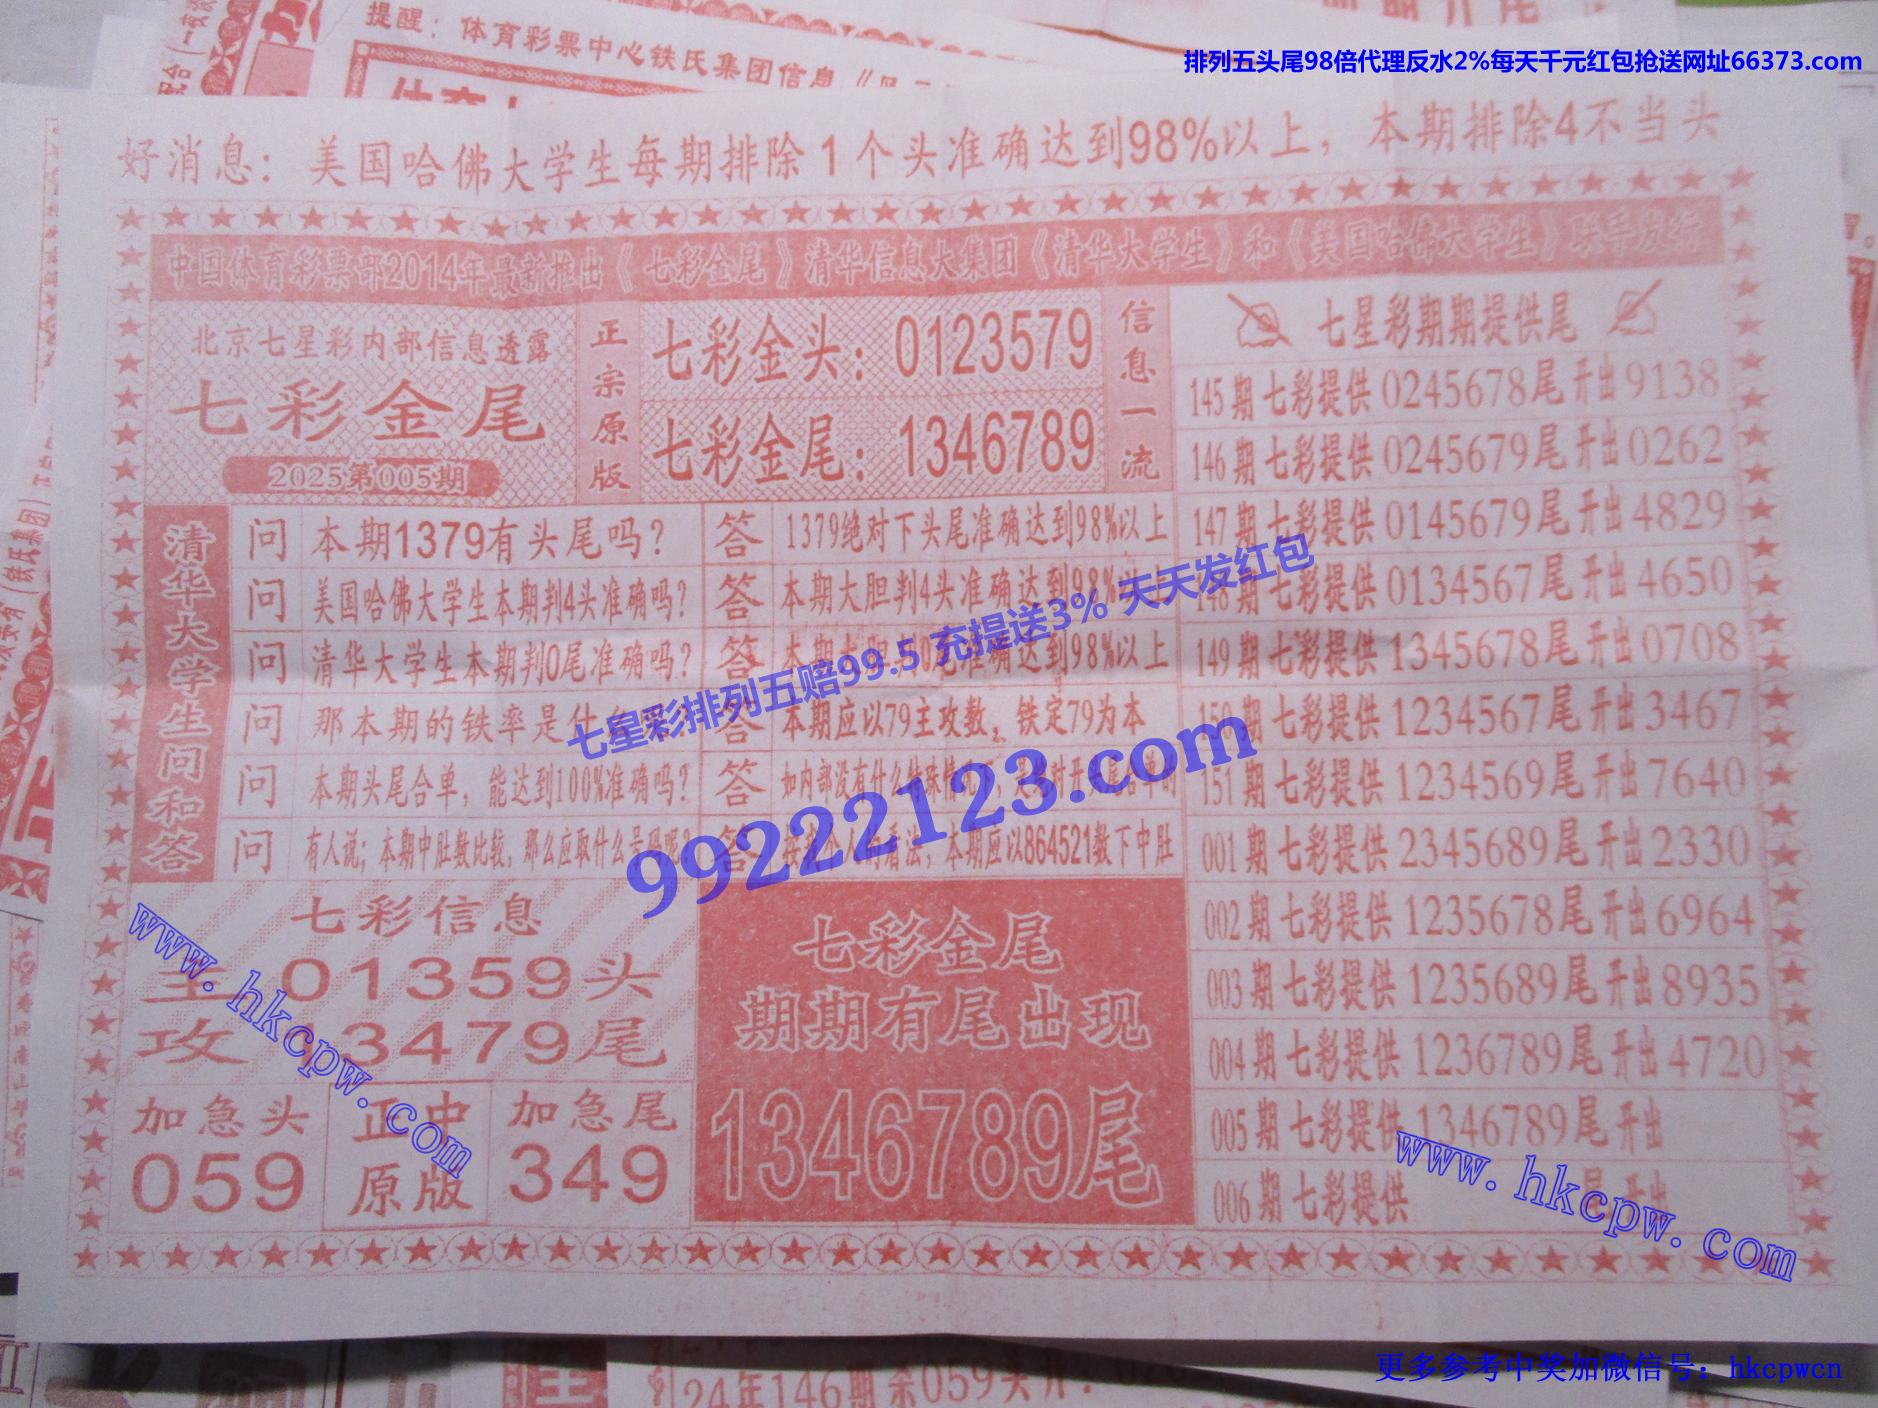 提醒：体育彩票中心铁氏集团信息
排列五头尾98倍代理反水2%每天千元红包抢送网址66373.com
好消息：美国哈佛大学生每期排除1个头准确达到98%以上，本期排除4不当头
中国体育彩票部2014年最新推出《七彩金尾》清华信息大集团《清华大学生》和《美国哈佛大学生》联手发行
北京七星彩内部信息透露
七彩金尾
2025第005期
正宗原版
七彩金头：0123579
七彩金尾：1346789
信息一流
清华大学生问和答
问 本期1379有头尾吗？ 答 1379绝对下头尾准确达到98%以上
问 美国哈佛大学生本期判4头准确吗？ 答 本期大胆判4头准确达到98%以上
问 清华大学生本期判0尾准确吗？ 答 本期大胆判0尾准确达到98%以上
问 那本期的铁率是什 答 本期应以79主攻数，铁定79为本
问 本期头尾合单，能达到100%准确吗？ 答 如内部没有什么特殊情况
问 有人说；本期中肚数比较，那么应取什么号码呢？ 答 本期应以864521数下中肚
七彩信息
主攻
01359头
13479尾
加急头
059
正中原版
加急尾
349
七彩金尾
期期有尾出现
1346789尾
七星彩期期提供尾
145期 七彩提供 0245678尾 开出 9138
146期 七彩提供 0245679尾 开出 0262
147期 七彩提供 0145679尾 开出 4829
148期 七彩提供 0134567尾 开出 4650
149期 七彩提供 1345678尾 开出 0708
150期 七彩提供 1234567尾 开出 3467
151期 七彩提供 1234569尾 开出 7640
001期 七彩提供 2345689尾 开出 2330
002期 七彩提供 1235678尾 开出 6964
003期 七彩提供 1235689尾 开出 8935
004期 七彩提供 1236789尾 开出 4720
005期 七彩提供 1346789尾 开出
006期 七彩提供 尾 开出
七星彩排列五赔99.5 充提送3% 天天发红包
99222123.com
www.hkcpw.com
www.hkcpw.com
24年146期杀059头开：
更多参考中奖加微信号：hkcpwcn